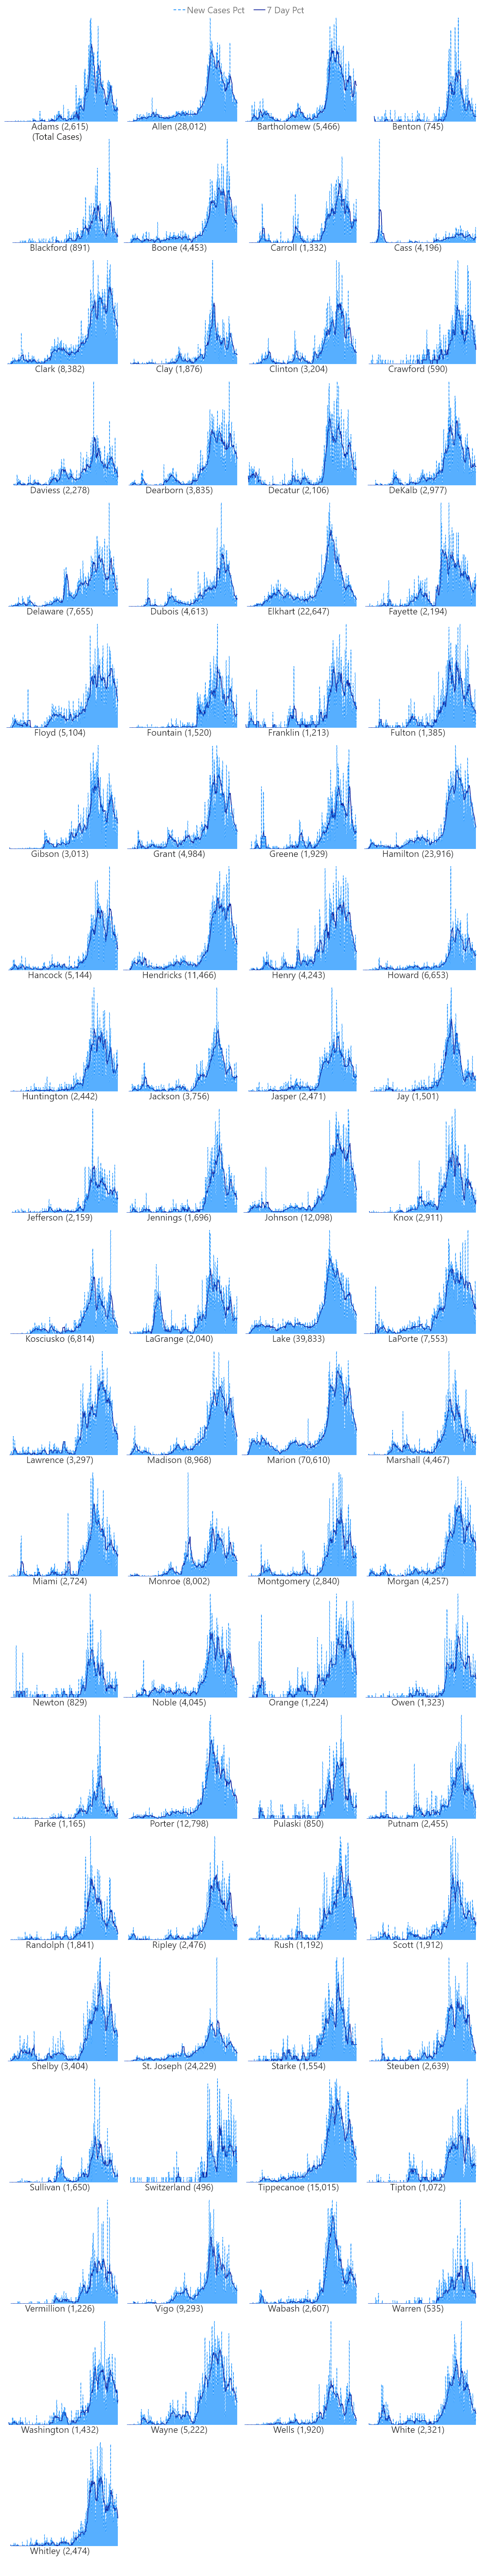 New Cases Pct 7 Day Pct
Adams (2,615) Allen (28,012) Bartholomew (5,466) Benton (745)
(Total Cases)
Blackford (891) Boone (4,453) Carroll (1,332) Cass (4,196)
Clark (8,382) Clay (1,876) Clinton (3,204) Crawford (590)
Daviess (2,278) Dearborn (3,835) Decatur (2,106) DeKalb (2,977)
Delaware (7,655) Dubois (4,613) Elkhart (22,647) Fayette (2,194)
Floyd (5,104) Fountain (1,520) Franklin (1,213) Fulton (1,385)
Gibson (3,013) Grant (4,984) Greene (1,929) Hamilton (23,916)
Hancock (5,144) Hendricks (11,466) Henry (4,243) Howard (6,653)
Huntington (2,442) Jackson (3,756) Jasper (2,471) Jay (1,501)
Jefferson (2,159) Jennings (1,696) Johnson (12,098) Knox (2,911)
Kosciusko (6,814) LaGrange (2,040) Lake (39,833) LaPorte (7,553)
Lawrence (3,297) Madison (8,968) Marion (70,610) Marshall (4,467)
Miami (2,724) Monroe (8,002) Montgomery (2,840) Morgan (4,257)
Newton (829) Noble (4,045) Orange (1,224) Owen (1,323)
Parke (1,165) Porter (12,798) Pulaski (850) Putnam (2,455)
Randolph (1,841) Ripley (2,476) Rush (1,192) Scott (1,912)
Shelby (3,404) St. Joseph (24,229) Starke (1,554) Steuben (2,639)
Sullivan (1,650) Switzerland (496) Tippecanoe (15,015) Tipton (1,072)
Vermillion (1,226) Vigo (9,293) Wabash (2,607) Warren (535)
Washington (1,432) Wayne (5,222) Wells (1,920) White (2,321)
Whitley (2,474)